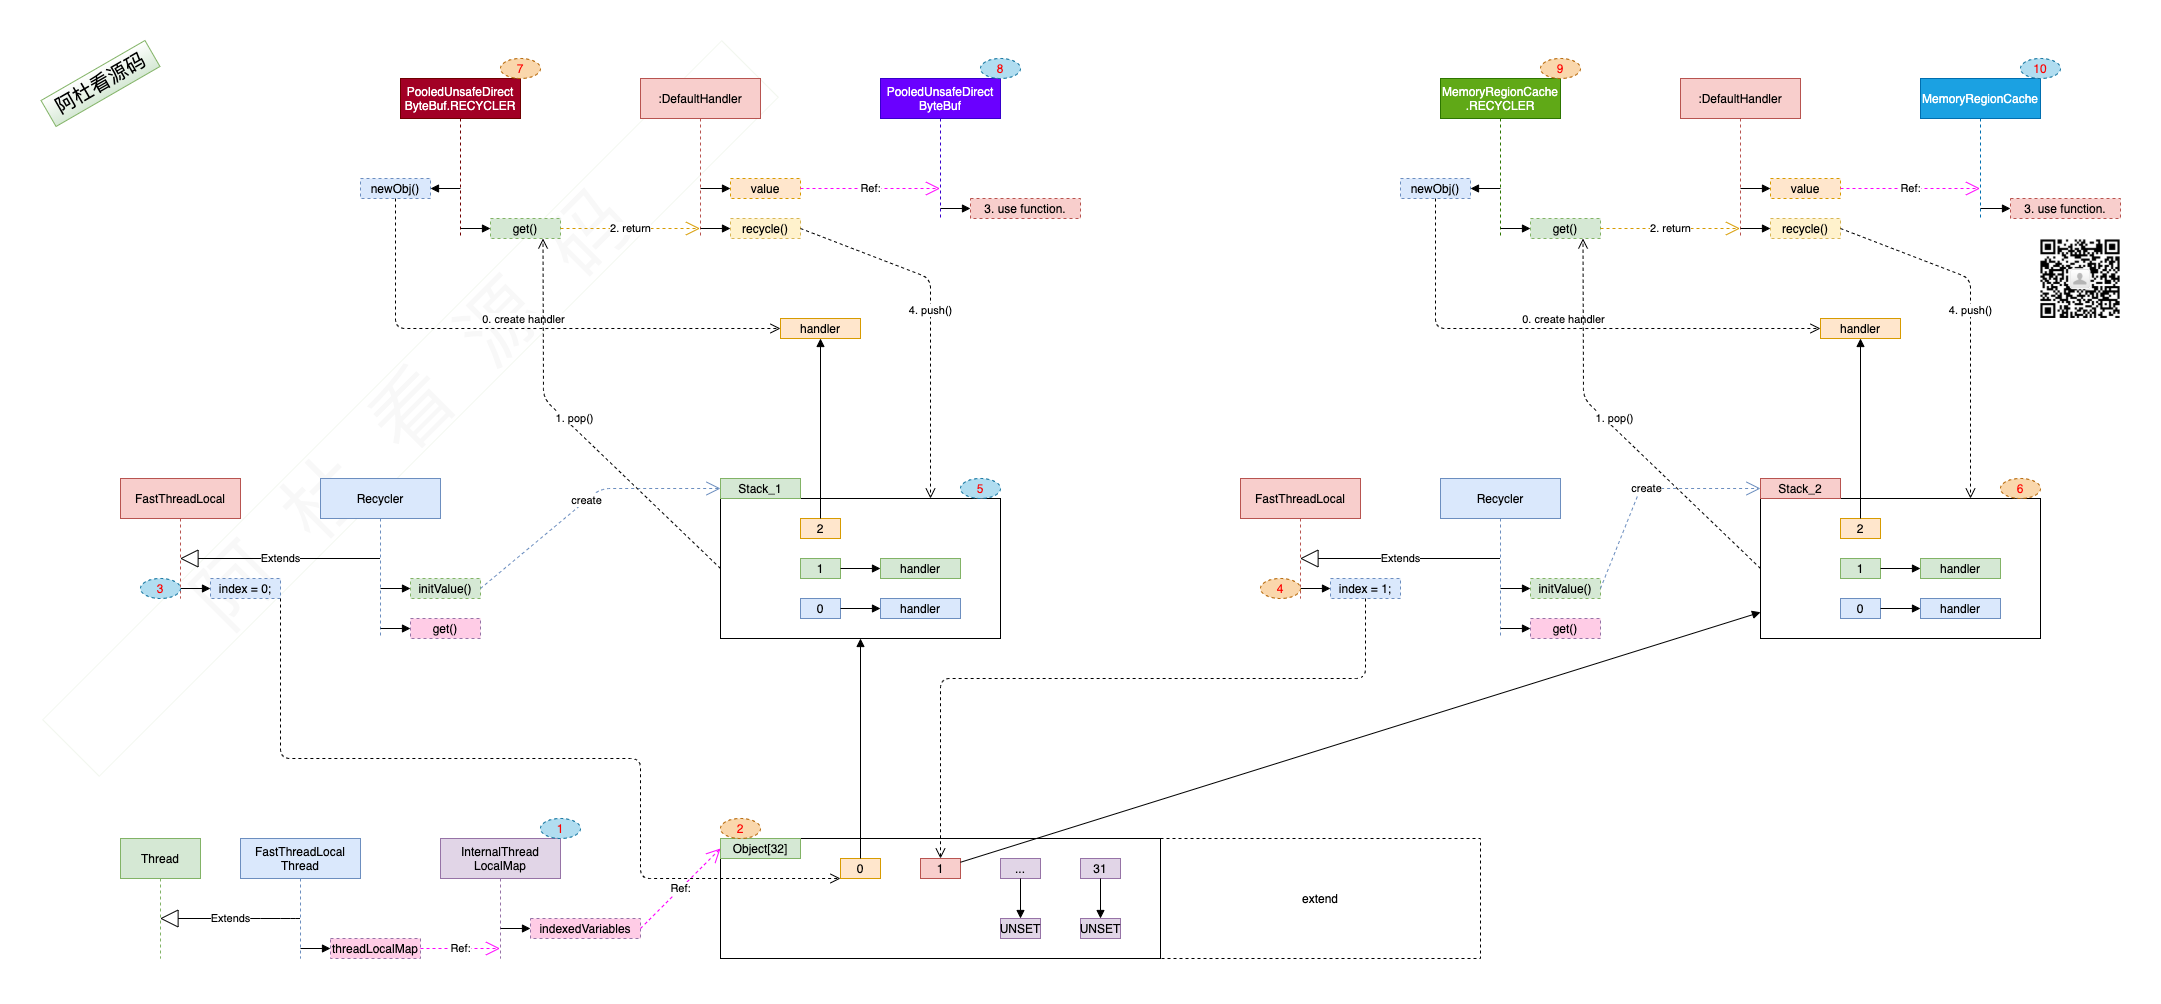 阿杜看源码
7
8
9
10
PooledUnsafeDirect
ByteBuf.RECYCLER
:DefaultHandler
PooledUnsafeDirect
ByteBuf
MemoryRegionCache
.RECYCLER
:DefaultHandler
MemoryRegionCache
newObj()
value
Ref:
newObj()
value
Ref:
3. use function.
3. use function.
get()
2. return
recycle()
get()
2. return
recycle()
4. push()
4. push()
0. create handler
handler
0. create handler
handler
1. pop()
1. pop()
阿杜看源码
FastThreadLocal
Recycler
create
Stack_1
5
FastThreadLocal
Recycler
create
Stack_2
6
2
2
Extends
Extends
1
handler
1
handler
3
index = 0;
initValue()
4
index = 1;
initValue()
0
handler
0
handler
get()
get()
1
2
Thread
FastThreadLocal
Thread
InternalThread
LocalMap
Object[32]
0
1
...
31
Ref:
extend
Extends
indexedVariables
UNSET
UNSET
threadLocalMap
Ref: